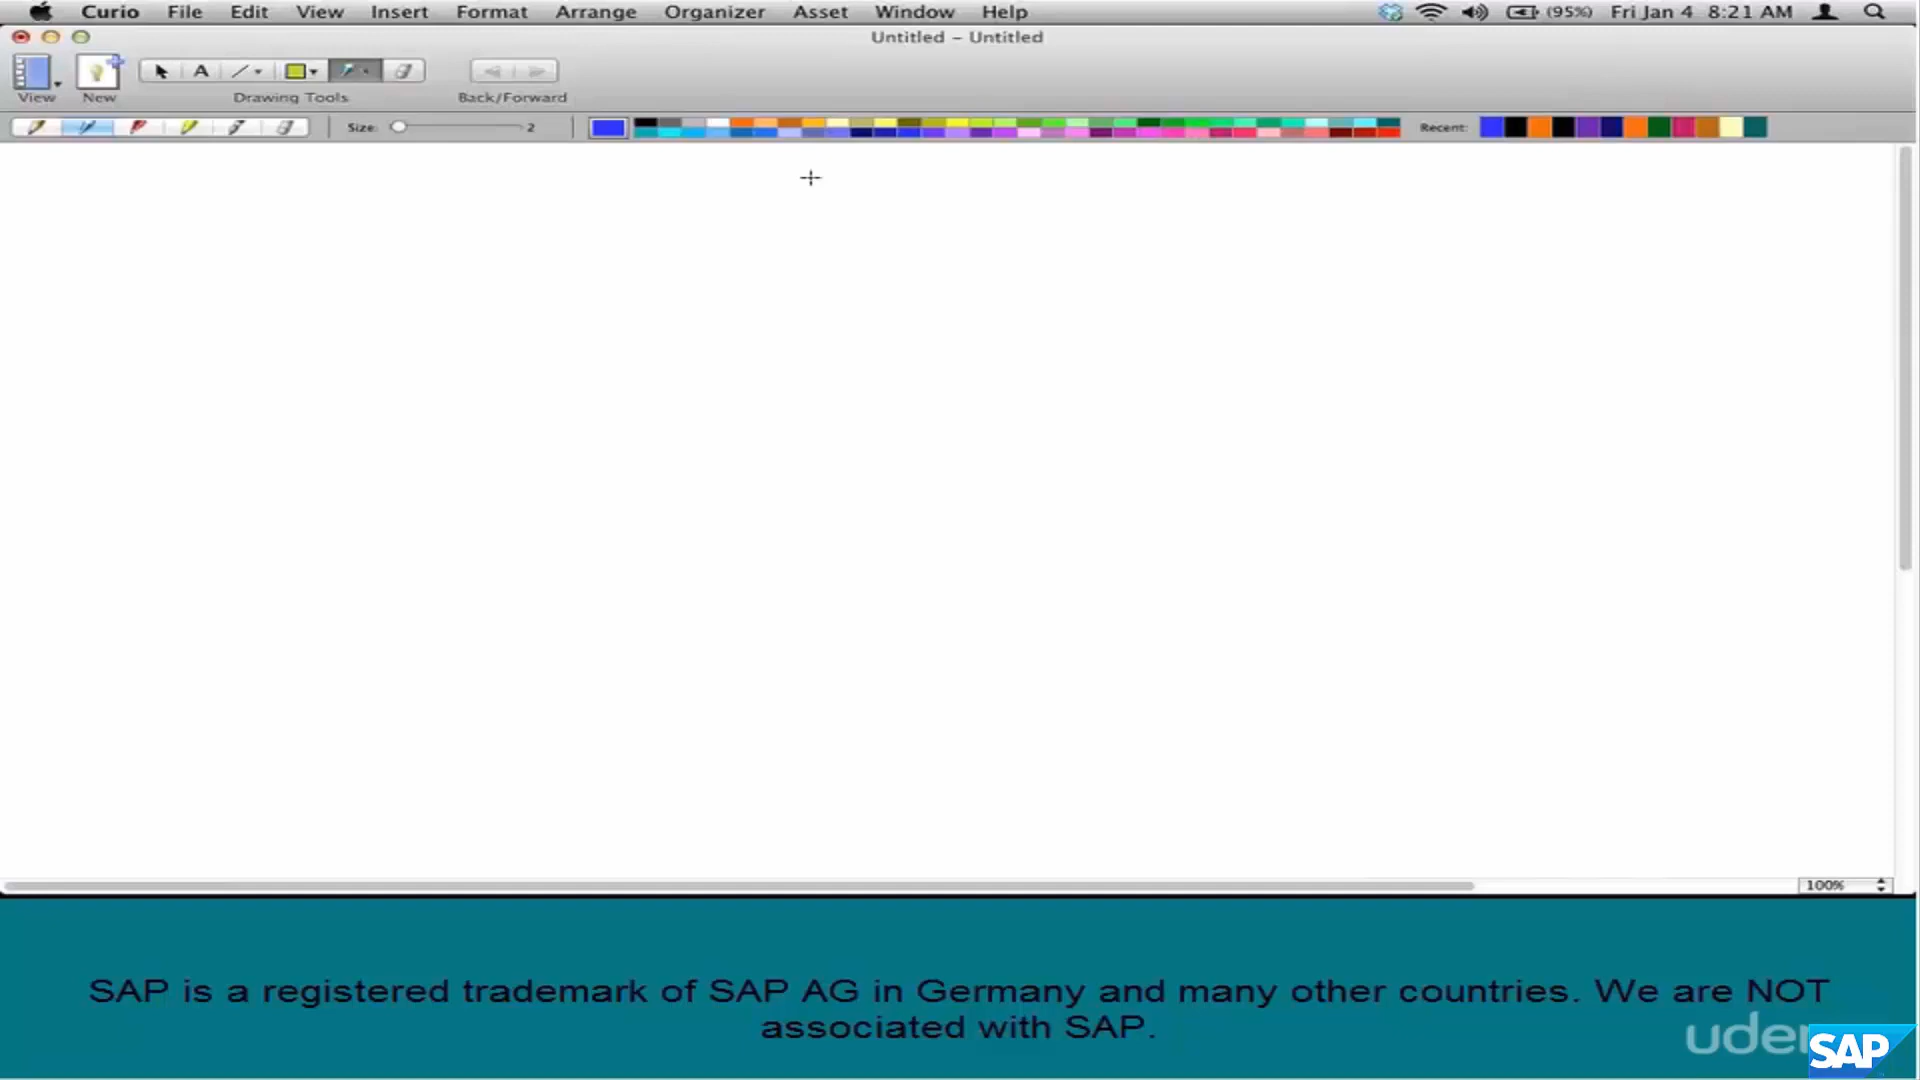 Curio File Edit View Insert Format Arrange Organizer Asset Window Help (95%) Fri Jan 4 8:21 AM
Untitled – Untitled
A
View New Drawing Tools Back/Forward
Size: 2 Recent:
100%
SAP is a registered trademark of SAP AG in Germany and many other countries. We are NOT
associated with SAP.
SAP